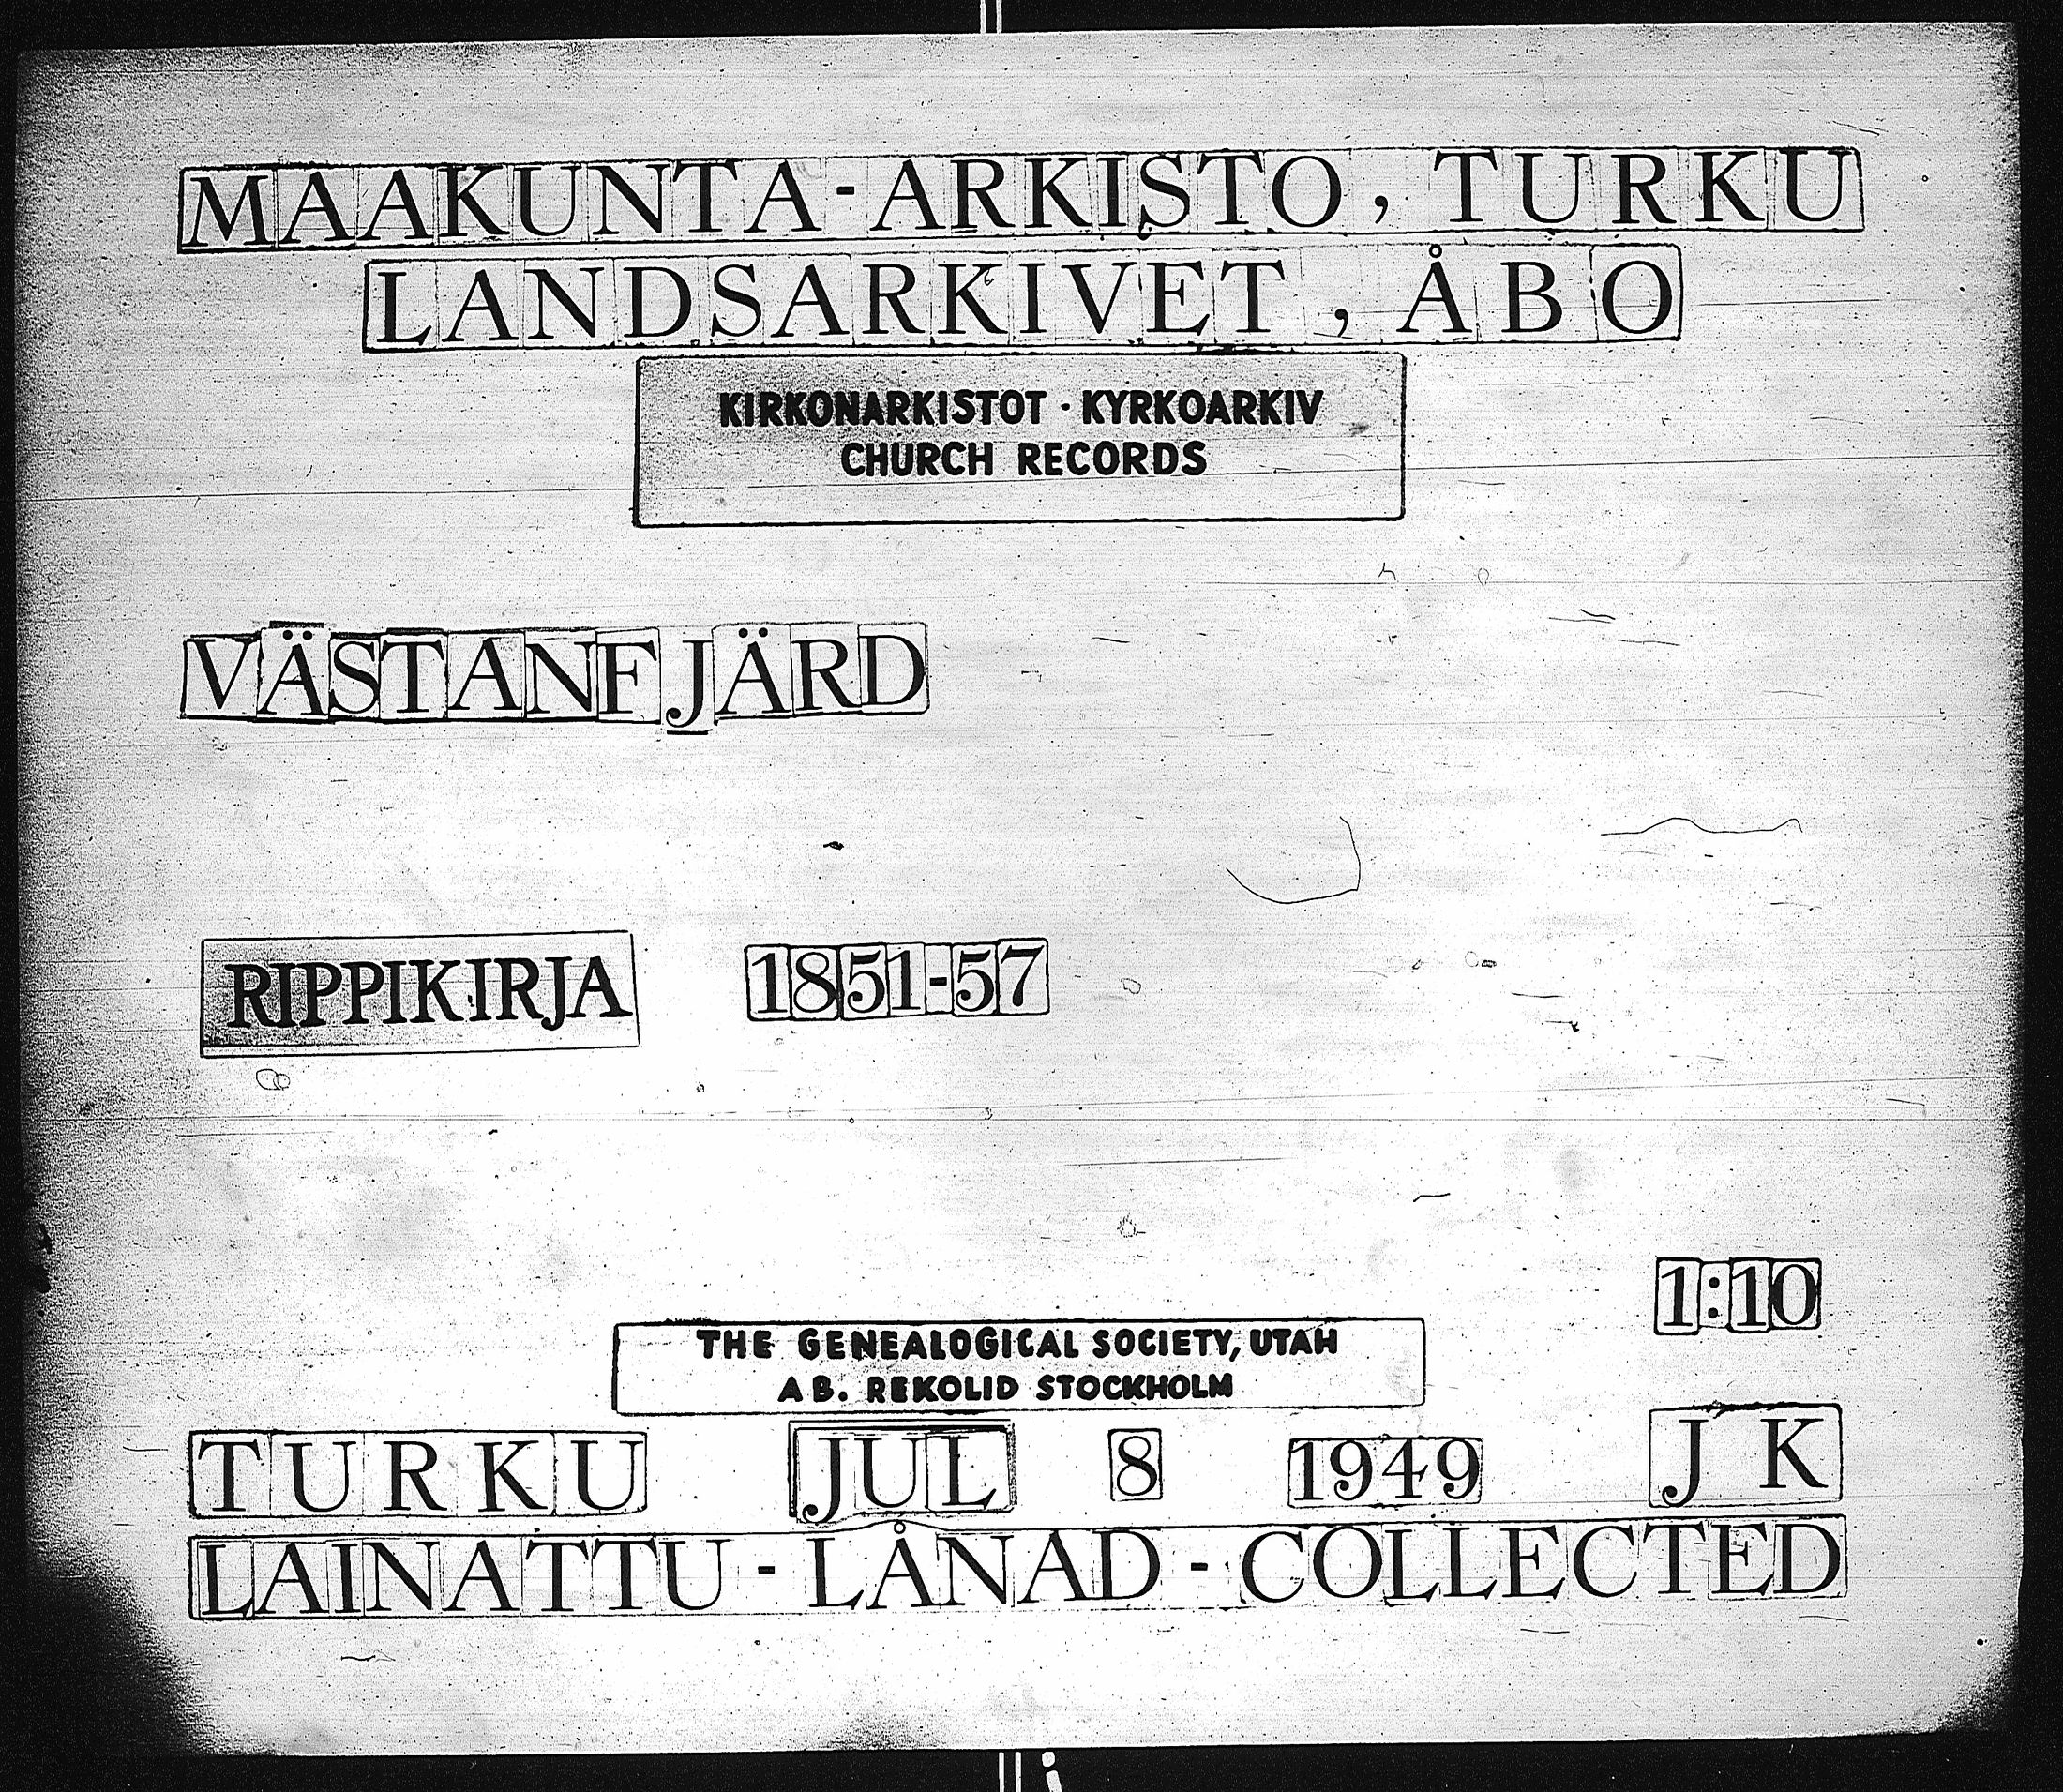 MAAKUNTA-ARKISTO, TURKU
LANDSARKIVET, ÅBO
KIRKONARKISTOT · KYRKOARKIV
CHURCH RECORDS
VÄSTANFJÄRD
RIPPIKIRJA 1851-57
1:10
THE GENEALOGICAL SOCIETY, UTAH
AB. REKOLID STOCKHOLM
TURKU JUL 8 1949 JK
LAINATTU - LÅNAD - COLLECTED